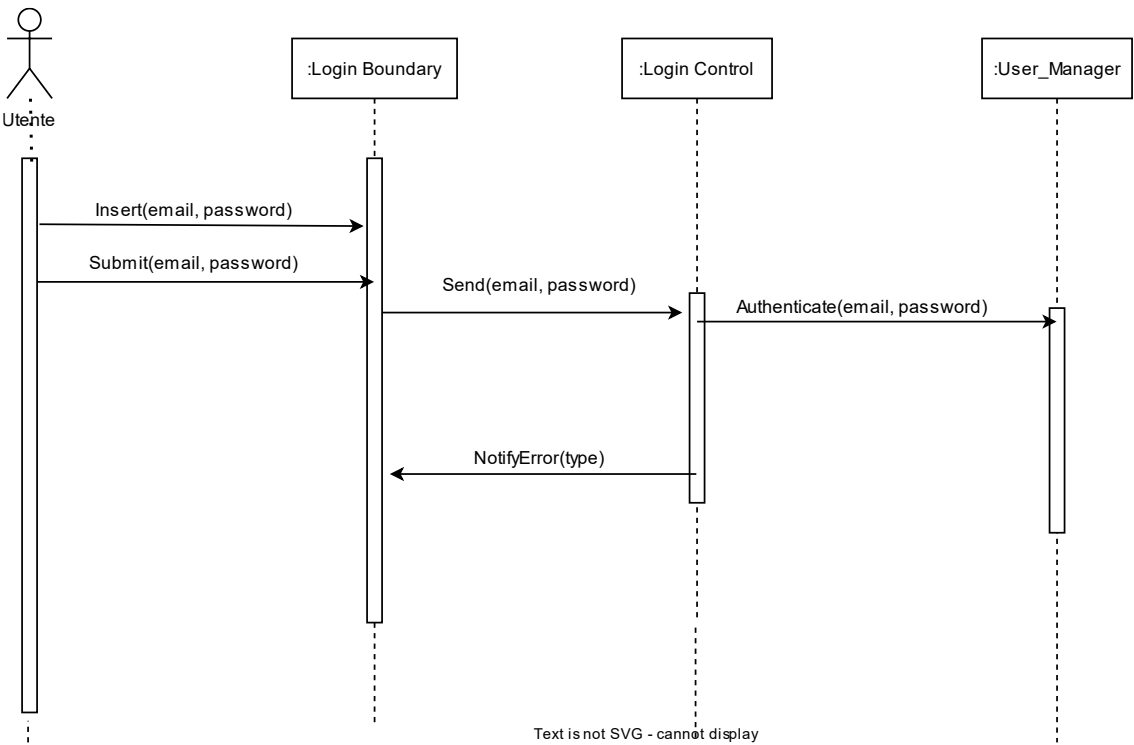 :Login Boundary
:Login Control
:User_Manager
Utente
Insert(email, password)
Submit(email, password)
Send(email, password)
Authenticate(email, password)
NotifyError(type)
Text is not SVG - cannot display